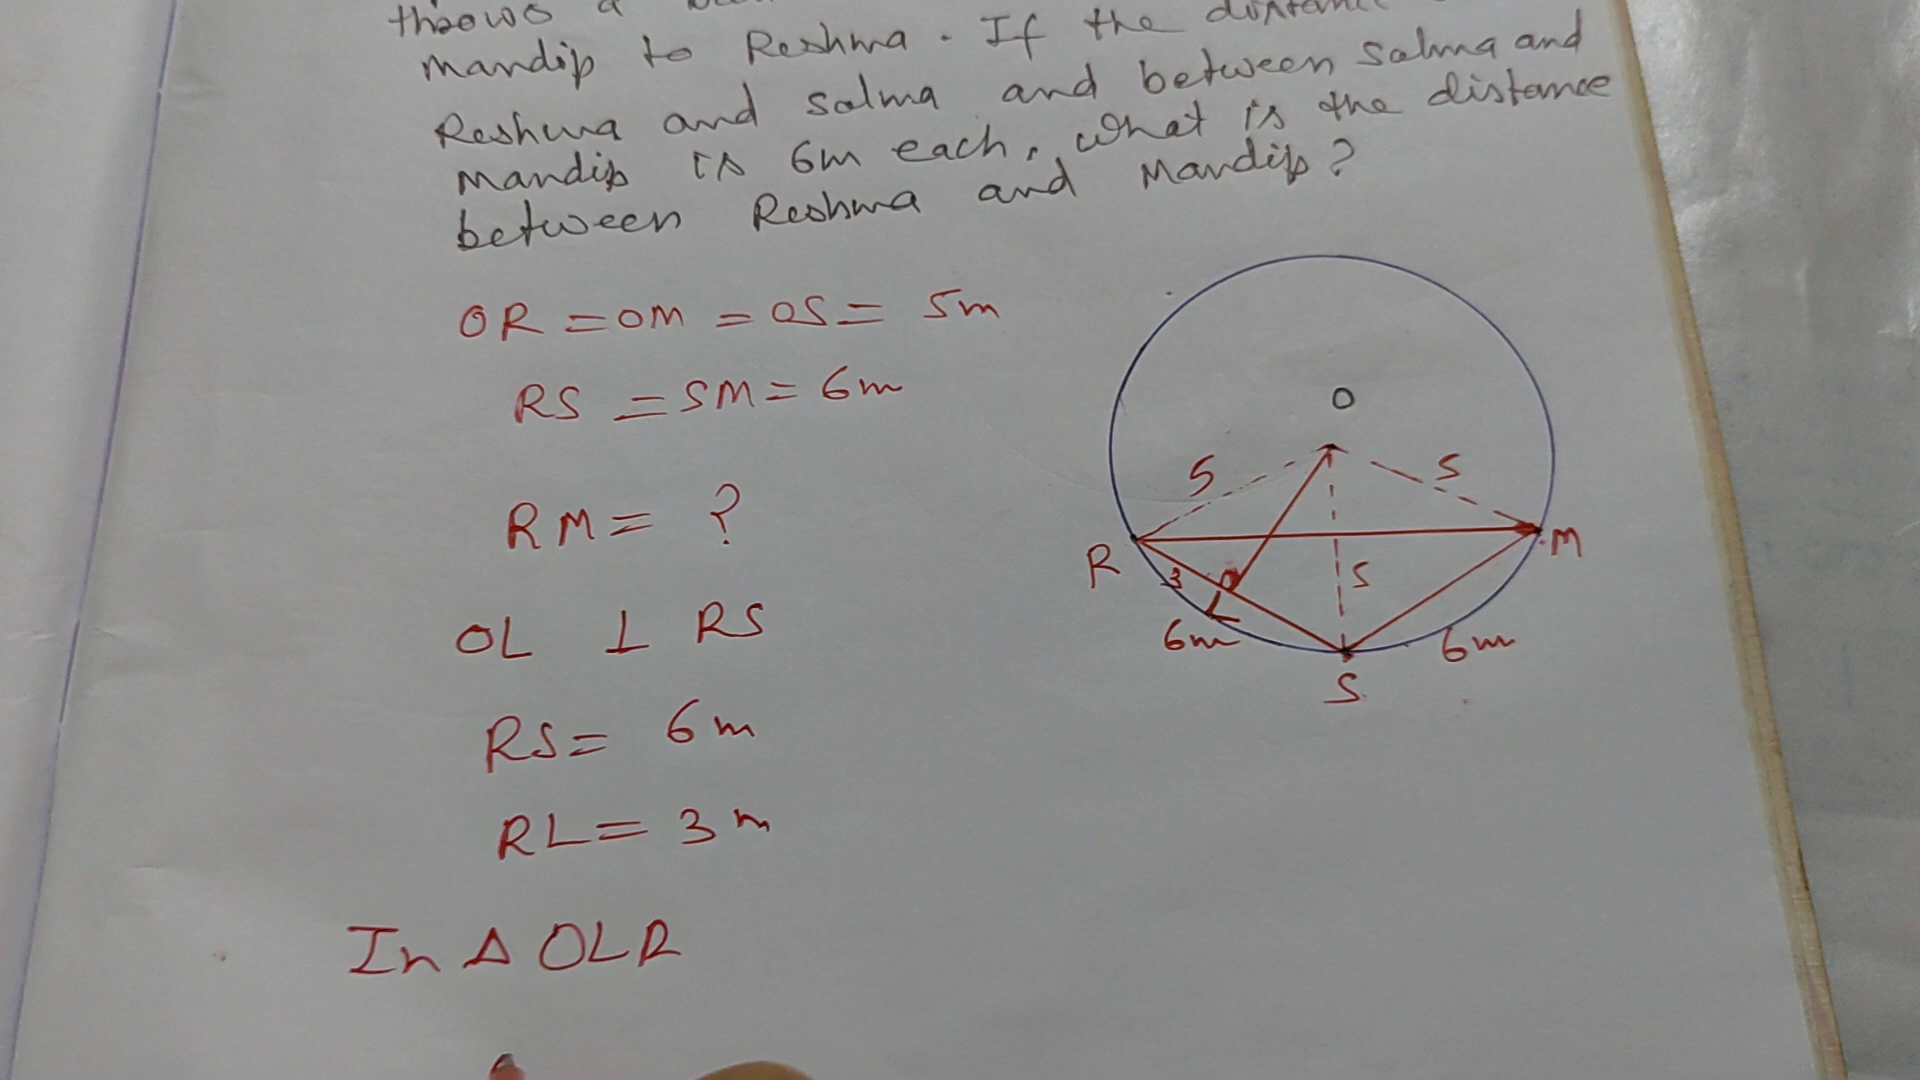 throws a
Mandip to Reshma. If the distance
Reshma and Salma and between Salma and
Mandip is 6m each, what is the distance
between Reshma and Mandip?
OR = OM = OS = 5m
RS = SM = 6m
RM = ?
OL ⊥ RS
RS = 6m
RL = 3m
In Δ OLR
O
5
5
R
M
3
5
L
6m
6m
S